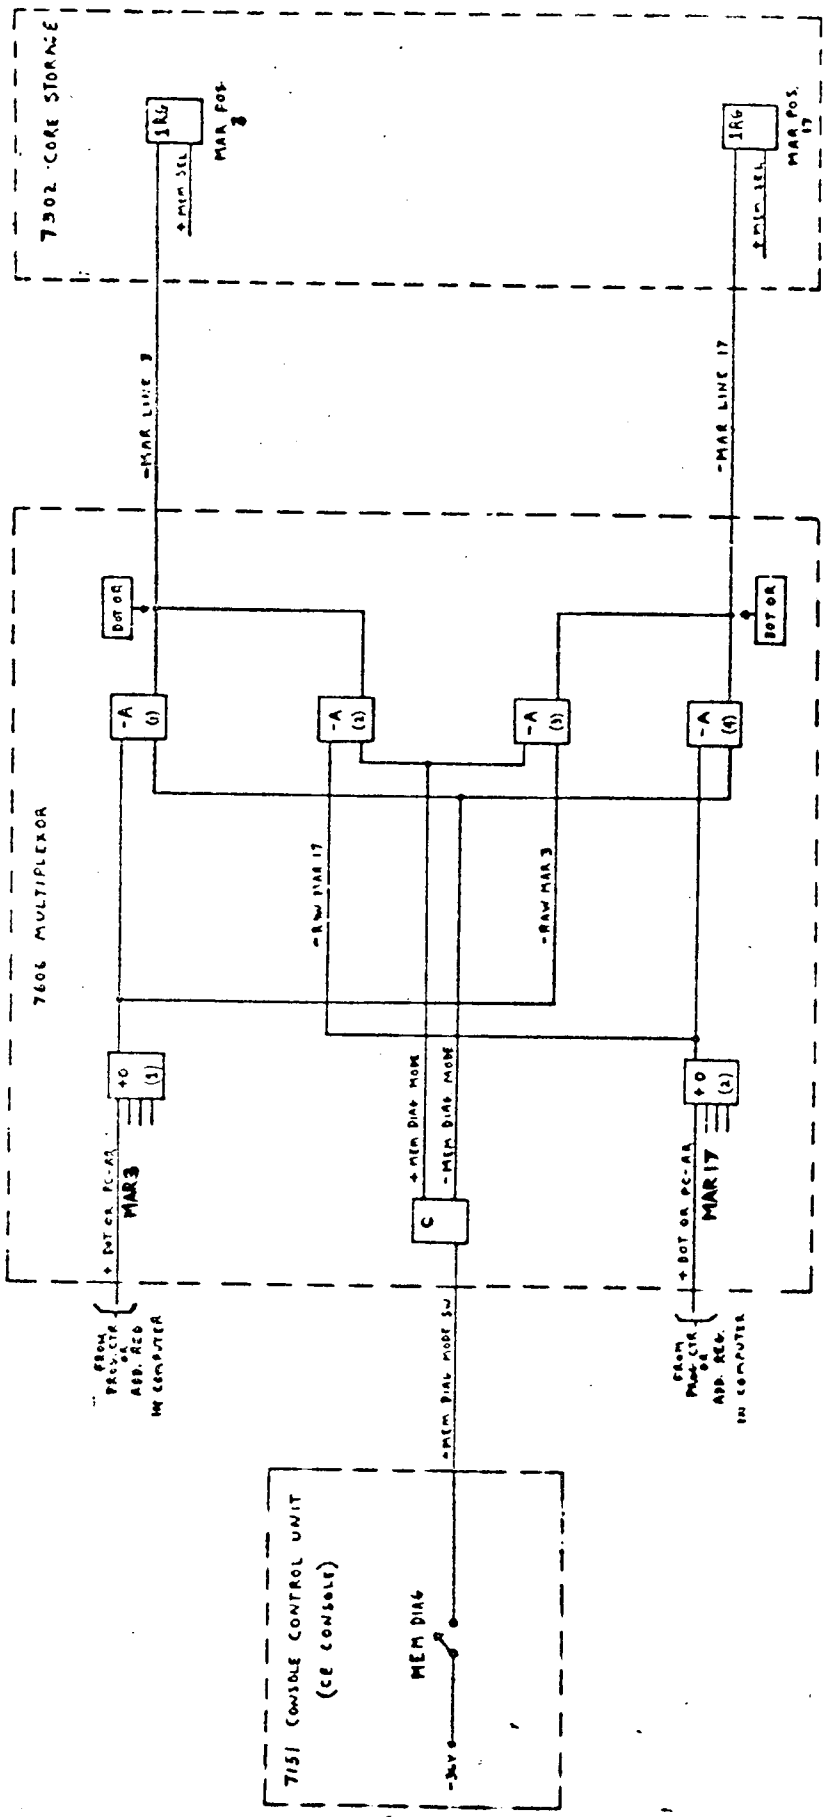 7302 CORE STORAGE
1RG
+ MEM SEL
MAR POS
3
1RG
+ MEM SEL
MAR POS.
17
-MAR LINE 3
-MAR LINE 17
7606 MULTIPLEXOR
DOT OR
DOT OR
-A
(1)
-A
(2)
-A
(3)
-A
(4)
-RAW MAR 17
-RAW MAR 3
+O
(1)
+O
(2)
+ MEM DIAG MODE
- MEM DIAG MODE
C
+ DOT OR PC-AR
MAR3
+ DOT OR PC-AR
MAR17
FROM
PROG. CTR
OR
ADD. REG
IN COMPUTER
FROM
PROG CTR
OR
ADD. REG.
IN COMPUTER
+MEM DIAG MODE SW
7151 CONSOLE CONTROL UNIT
(CE CONSOLE)
MEM DIAG
-36V